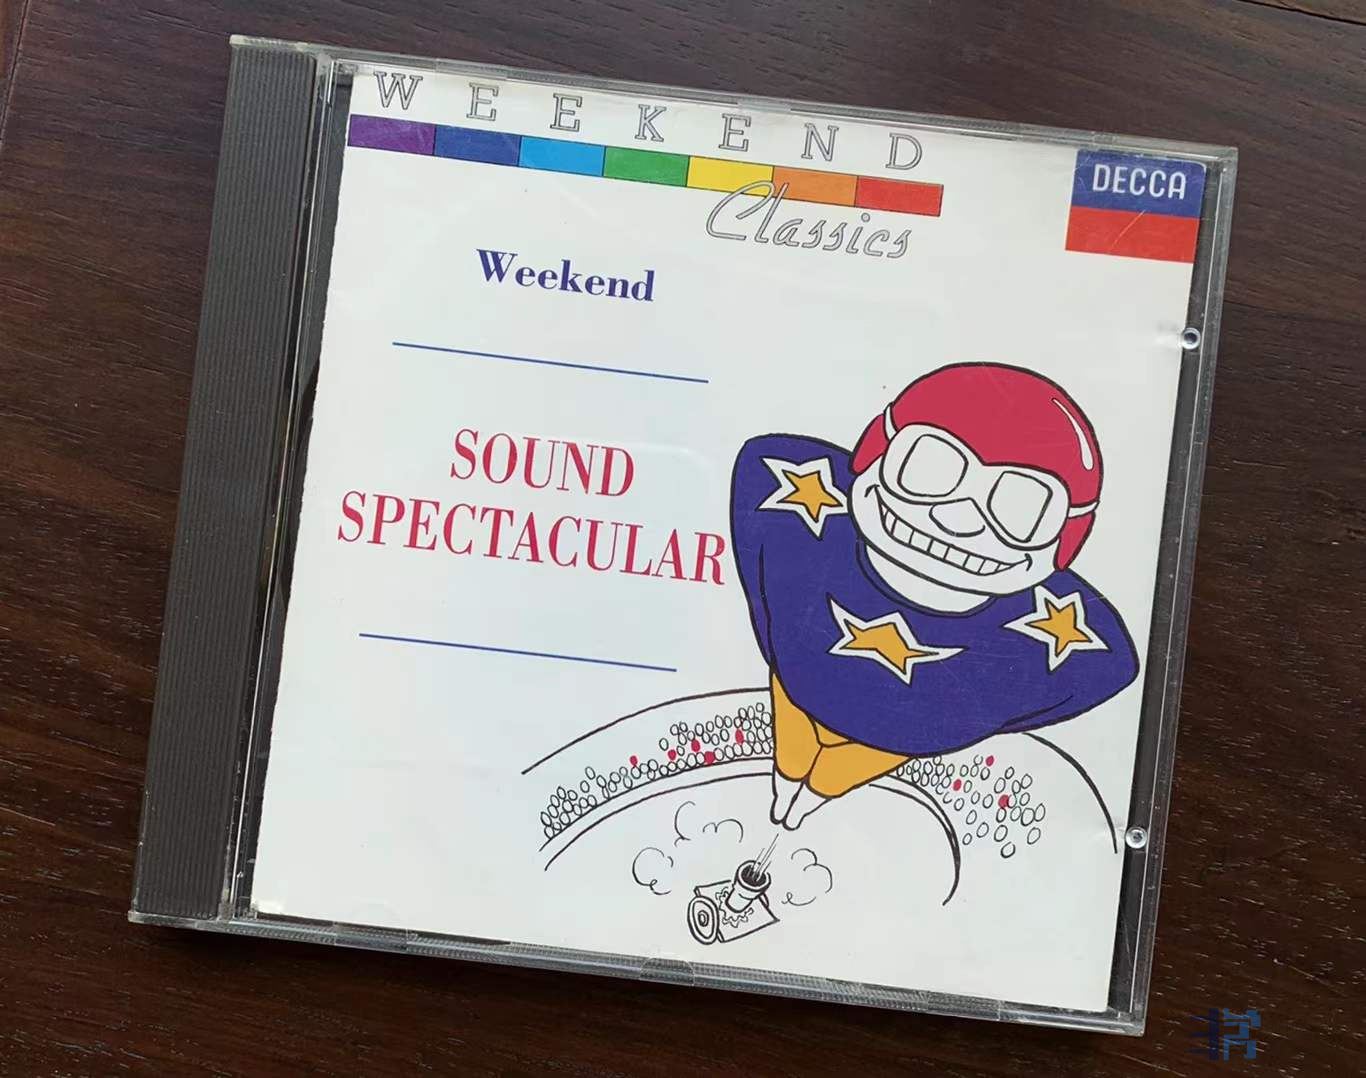 WEEKEND
Classics
DECCA
Weekend
SOUND
SPECTACULAR